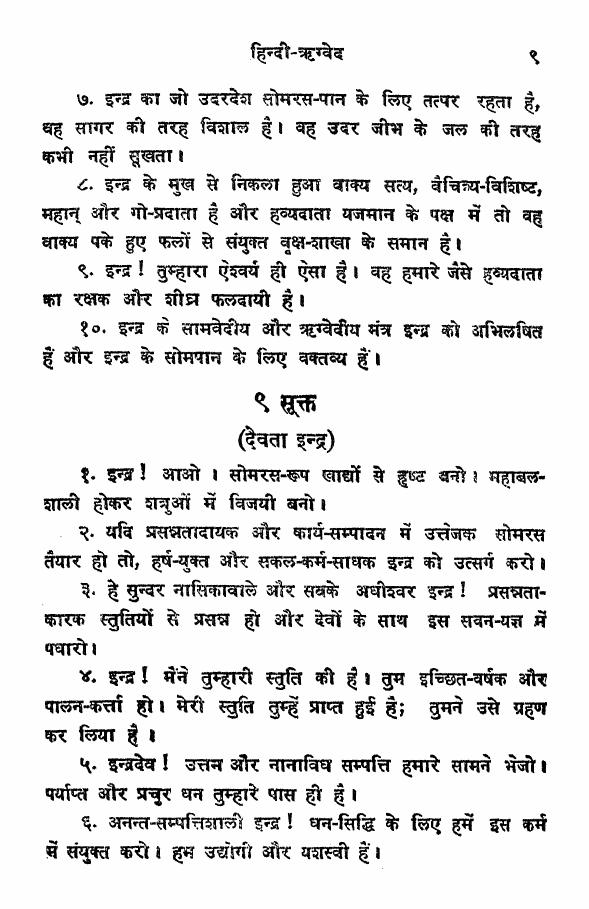 हिन्दी-ऋग्वेद ९
७. इन्द्र का जो उदरदेश सोमरस-पान के लिए तत्पर रहता है,
वह सागर की तरह विशाल है। वह उदर जीभ के जल की तरह
कभी नहीं सूखता।
८. इन्द्र के मुख से निकला हुआ वाक्य सत्य, वैचित्र्य-विशिष्ट,
महान् और गो-प्रदाता है और हव्यदाता यजमान के पक्ष में तो वह
वाक्य पके हुए फलों से संयुक्त वृक्ष-शाखा के समान है।
९. इन्द्र! तुम्हारा ऐश्वर्य ही ऐसा है। वह हमारे जैसे हव्यदाता
का रक्षक और शीघ्र फलदायी है।
१०. इन्द्र के सामवेदीय और ऋग्वेदीय मंत्र इन्द्र को अभिलषित
हैं और इन्द्र के सोमपान के लिए वक्तव्य हैं।
९ सूक्त
(देवता इन्द्र)
१. इन्द्र! आओ। सोमरस-रूप खाद्यों से हृष्ट बनो। महाबल-
शाली होकर शत्रुओं में विजयी बनो।
२. यदि प्रसन्नतादायक और कार्य-सम्पादन में उत्तेजक सोमरस
तैयार हो तो, हर्ष-युक्त और सकल-कर्म-साधक इन्द्र को उत्सर्ग करो।
३. हे सुन्दर नासिकावाले और सबके अधीश्वर इन्द्र! प्रसन्नता-
कारक स्तुतियों से प्रसन्न हो और देवों के साथ इस सवन-यज्ञ में
पधारो।
४. इन्द्र! मैंने तुम्हारी स्तुति की है। तुम इच्छित-वर्षक और
पालन-कर्त्ता हो। मेरी स्तुति तुम्हें प्राप्त हुई है; तुमने उसे ग्रहण
कर लिया है।
५. इन्द्रदेव! उत्तम और नानाविध सम्पत्ति हमारे सामने भेजो।
पर्याप्त और प्रचुर धन तुम्हारे पास ही है।
६. अनन्त-सम्पत्तिशाली इन्द्र! धन-सिद्धि के लिए हमें इस कर्म
में संयुक्त करो। हम उद्योगी और यशस्वी हैं।